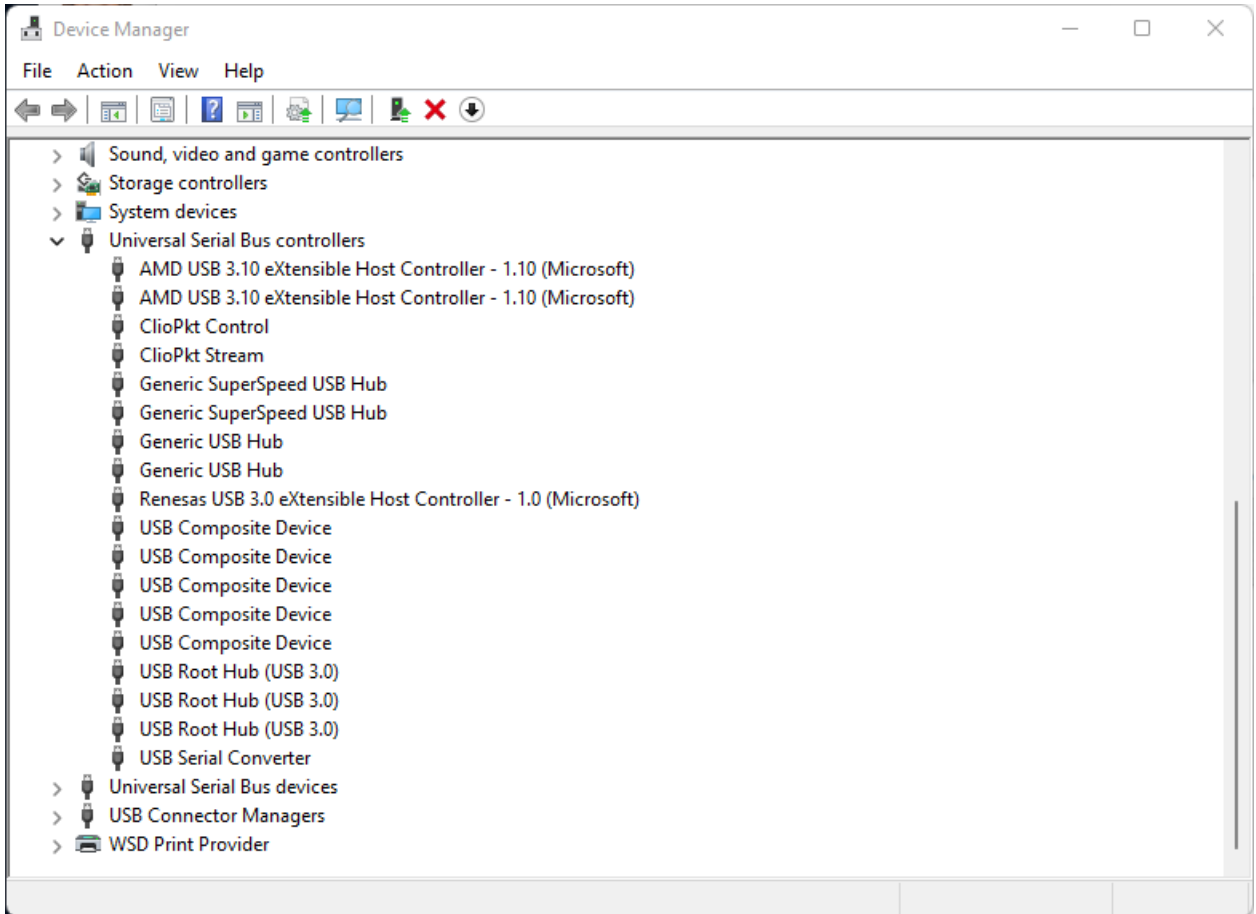 Device Manager
File Action View Help
Sound, video and game controllers
Storage controllers
System devices
Universal Serial Bus controllers
AMD USB 3.10 eXtensible Host Controller - 1.10 (Microsoft)
AMD USB 3.10 eXtensible Host Controller - 1.10 (Microsoft)
ClioPkt Control
ClioPkt Stream
Generic SuperSpeed USB Hub
Generic SuperSpeed USB Hub
Generic USB Hub
Generic USB Hub
Renesas USB 3.0 eXtensible Host Controller - 1.0 (Microsoft)
USB Composite Device
USB Composite Device
USB Composite Device
USB Composite Device
USB Composite Device
USB Root Hub (USB 3.0)
USB Root Hub (USB 3.0)
USB Root Hub (USB 3.0)
USB Serial Converter
Universal Serial Bus devices
USB Connector Managers
WSD Print Provider